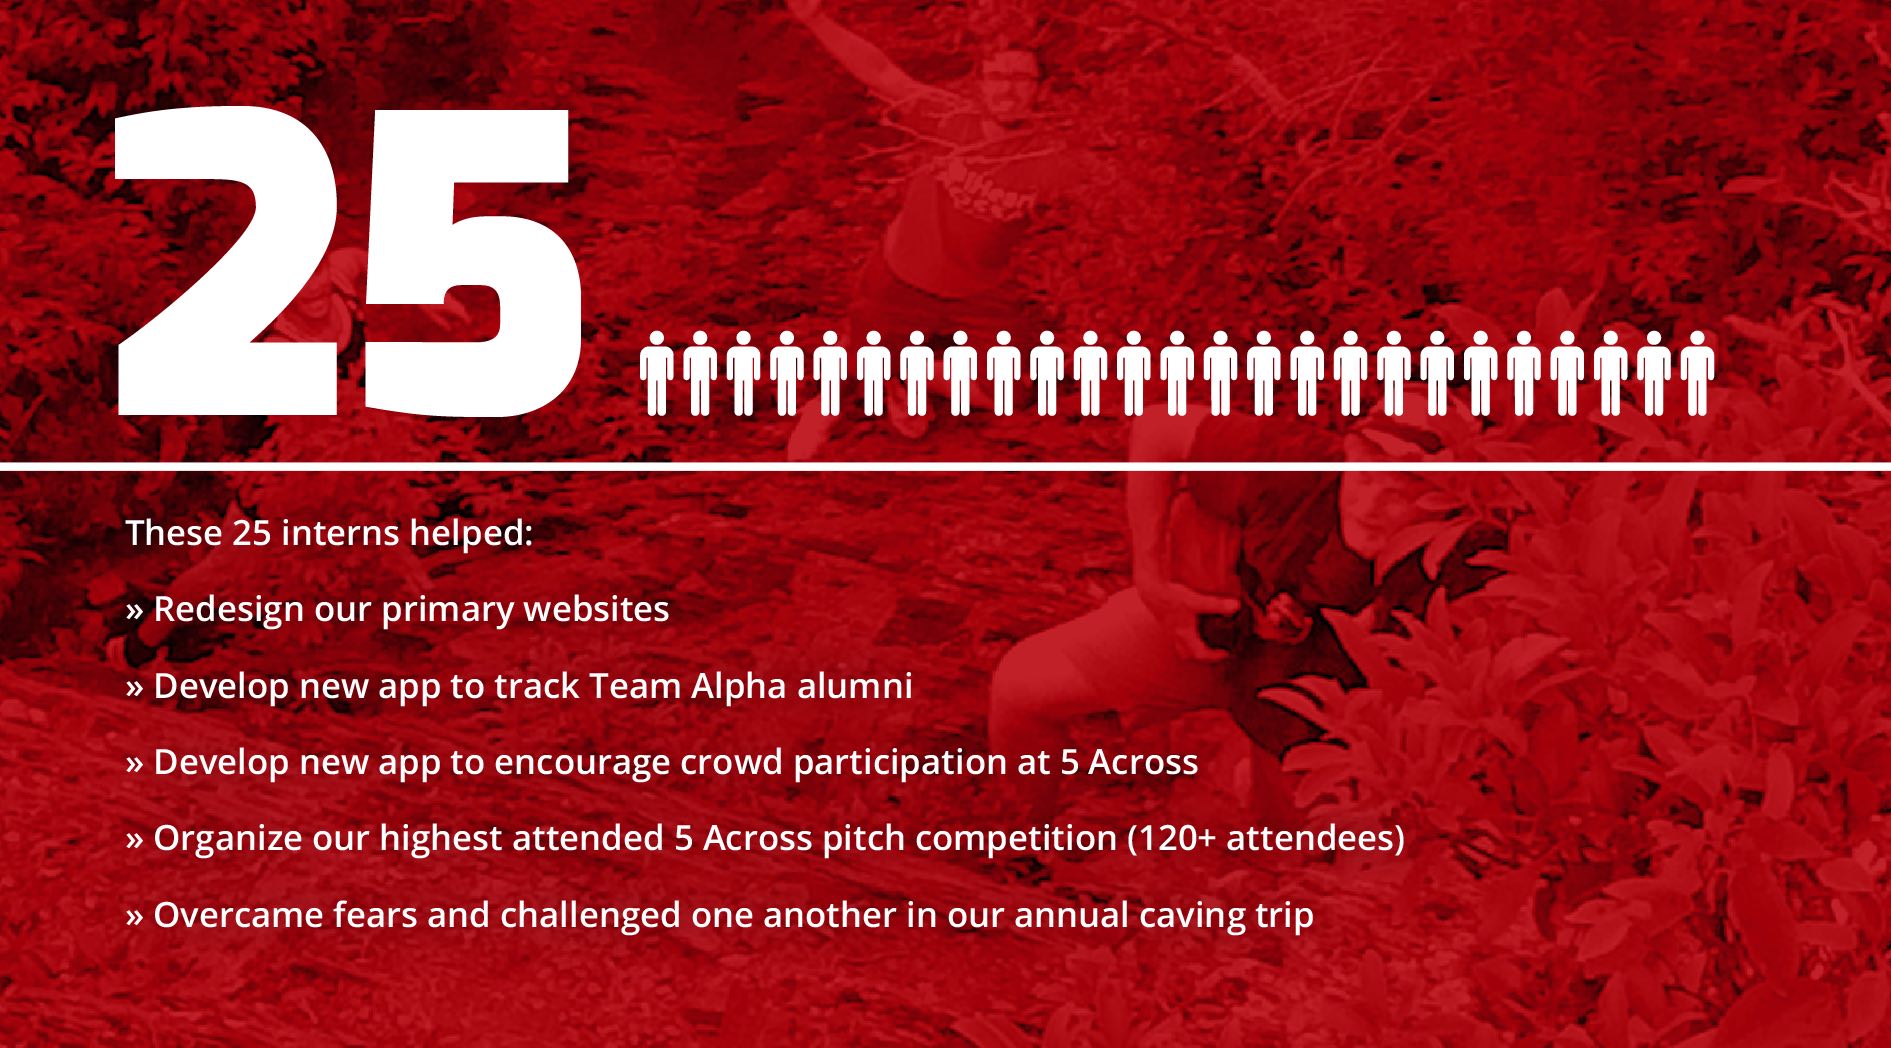 25
These 25 interns helped:
» Redesign our primary websites
» Develop new app to track Team Alpha alumni
» Develop new app to encourage crowd participation at 5 Across
» Organize our highest attended 5 Across pitch competition (120+ attendees)
» Overcame fears and challenged one another in our annual caving trip